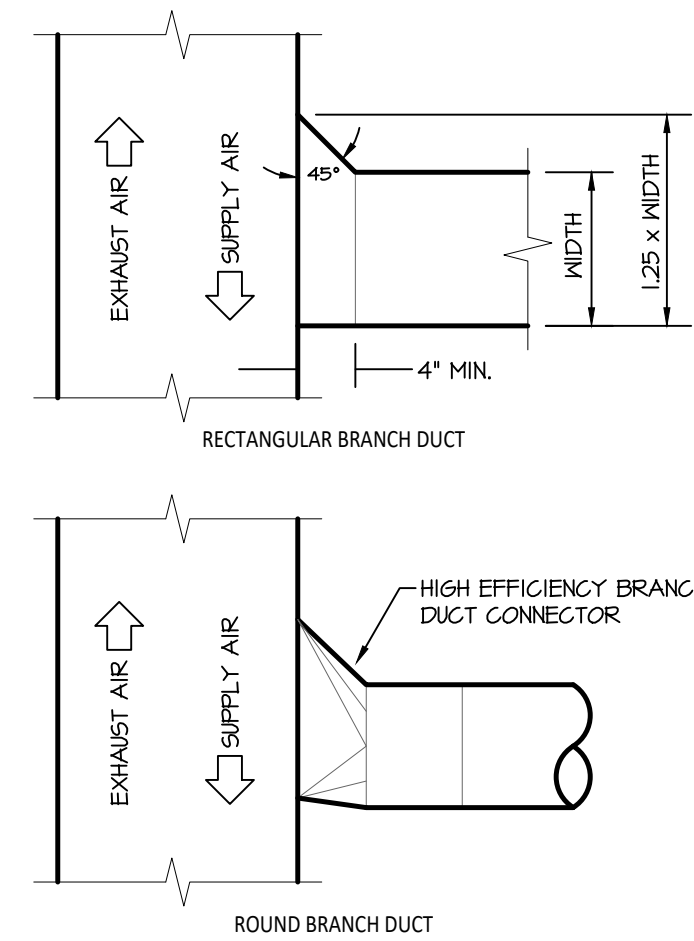 EXHAUST AIR
SUPPLY AIR
45°
WIDTH
1.25 x WIDTH
4" MIN.
RECTANGULAR BRANCH DUCT
EXHAUST AIR
SUPPLY AIR
HIGH EFFICIENCY BRANC
DUCT CONNECTOR
ROUND BRANCH DUCT